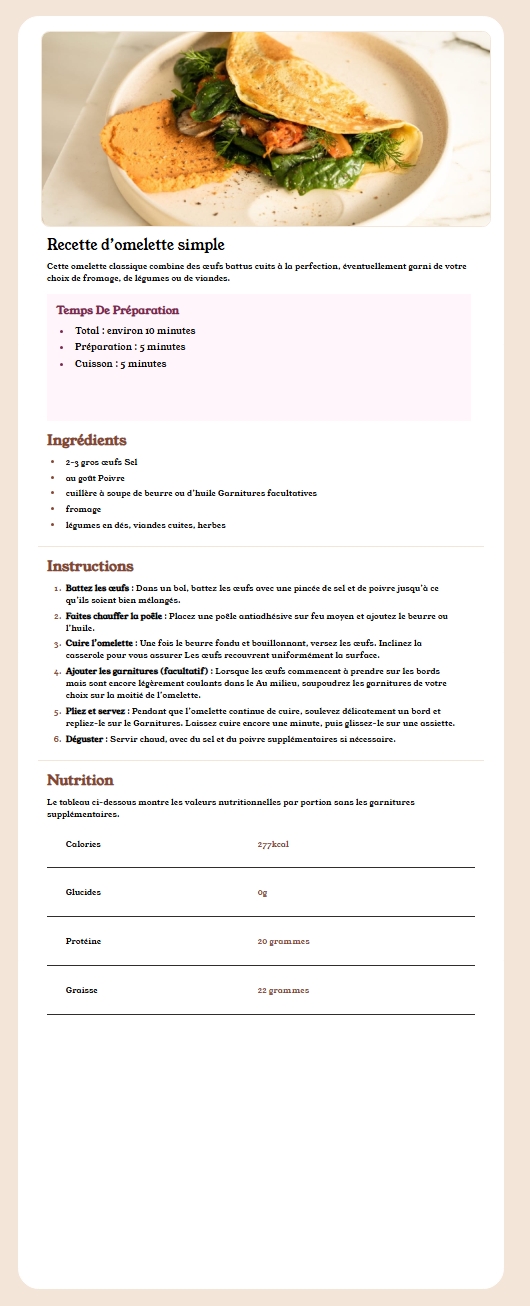 Recette d'omelette simple
Cette omelette classique combine des œufs battus cuits à la perfection, éventuellement garni de votre
choix de fromage, de légumes ou de viandes.
Temps De Préparation
• Total : environ 10 minutes
• Préparation : 5 minutes
• Cuisson : 5 minutes
Ingrédients
• 2-3 gros œufs Sel
• au goût Poivre
• cuillère à soupe de beurre ou d'huile Garnitures facultatives
• fromage
• légumes en dés, viandes cuites, herbes
Instructions
1. Battez les œufs : Dans un bol, battez les œufs avec une pincée de sel et de poivre jusqu'à ce
qu'ils soient bien mélangés.
2. Faites chauffer la poêle : Placez une poêle antiadhésive sur feu moyen et ajoutez le beurre ou
l'huile.
3. Cuire l'omelette : Une fois le beurre fondu et bouillonnant, versez les œufs. Inclinez la
casserole pour vous assurer Les œufs recouvrent uniformément la surface.
4. Ajouter les garnitures (facultatif) : Lorsque les œufs commencent à prendre sur les bords
mais sont encore légèrement coulants dans le Au milieu, saupoudrez les garnitures de votre
choix sur la moitié de l'omelette.
5. Pliez et servez : Pendant que l'omelette continue de cuire, soulevez délicatement un bord et
repliez-le sur le Garnitures. Laissez cuire encore une minute, puis glissez-le sur une assiette.
6. Déguster : Servir chaud, avec du sel et du poivre supplémentaires si nécessaire.
Nutrition
Le tableau ci-dessous montre les valeurs nutritionnelles par portion sans les garnitures
supplémentaires.
Calories 277kcal
Glucides 0g
Protéine 20 grammes
Graisse 22 grammes